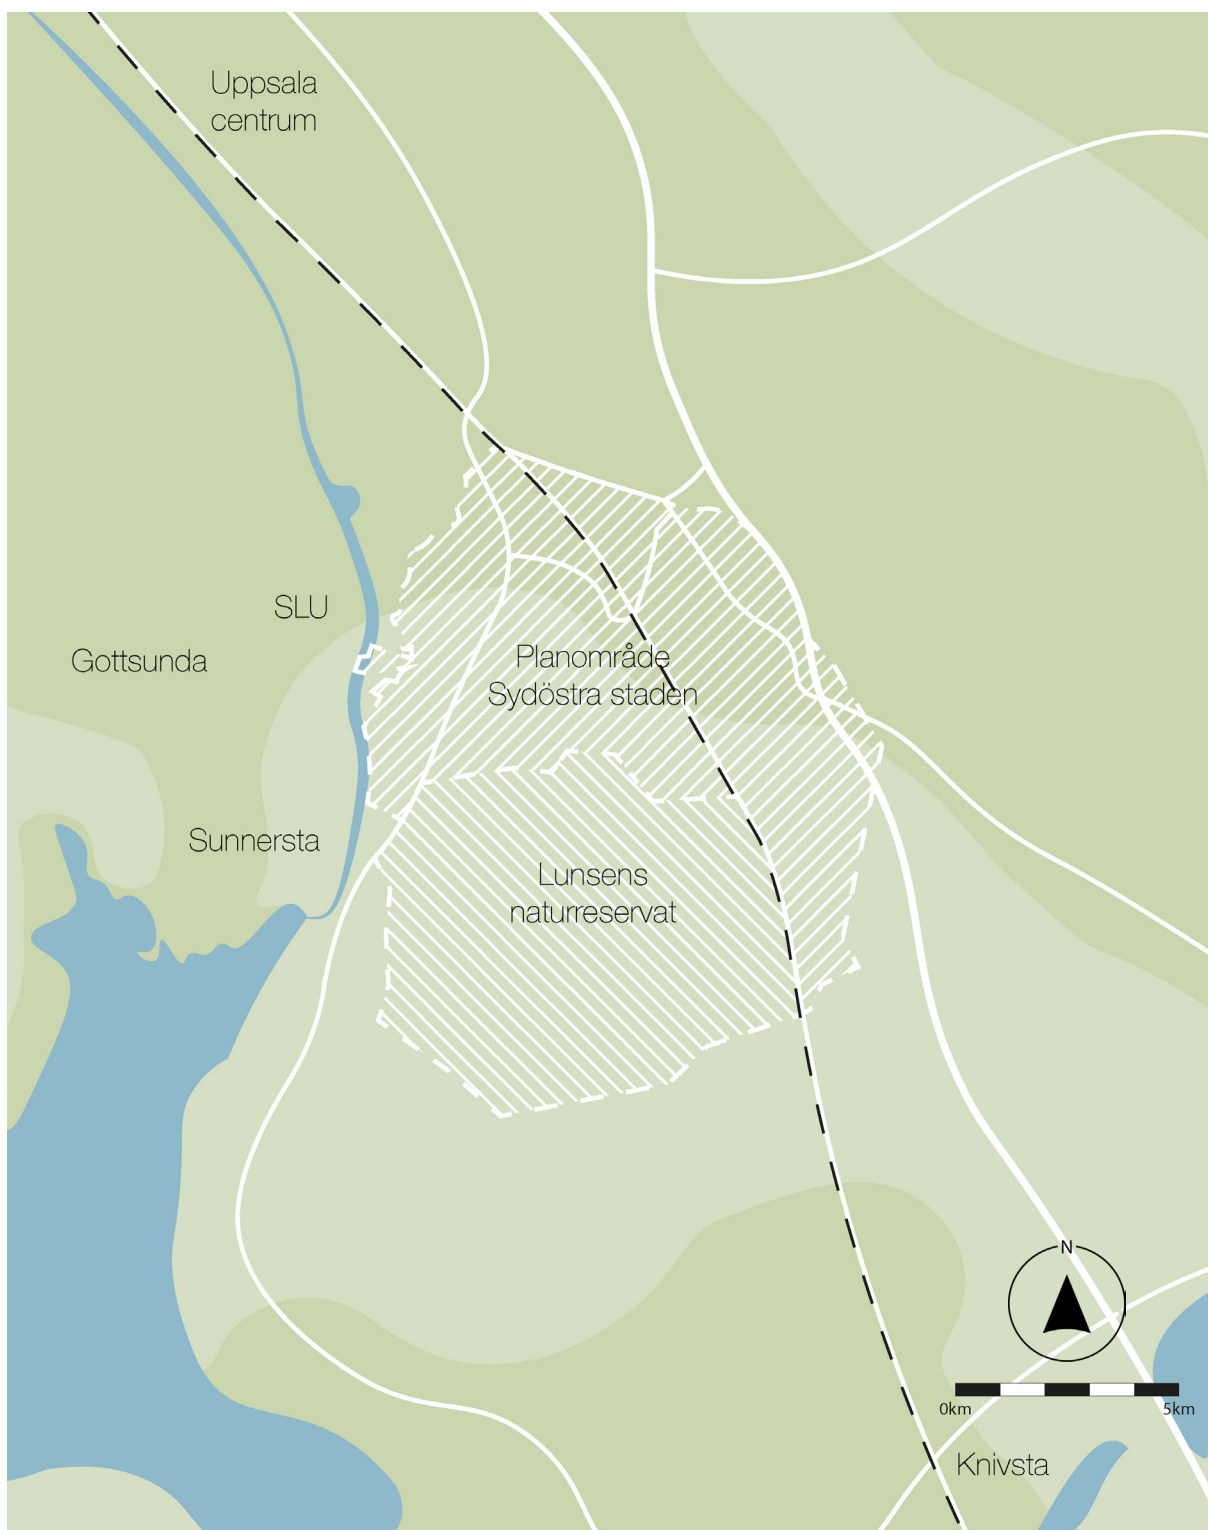 Uppsala
centrum
SLU
Gottsunda
Planområde
Sydöstra staden
Sunnersta
Lunsens
naturreservat
N
0km 5km
Knivsta